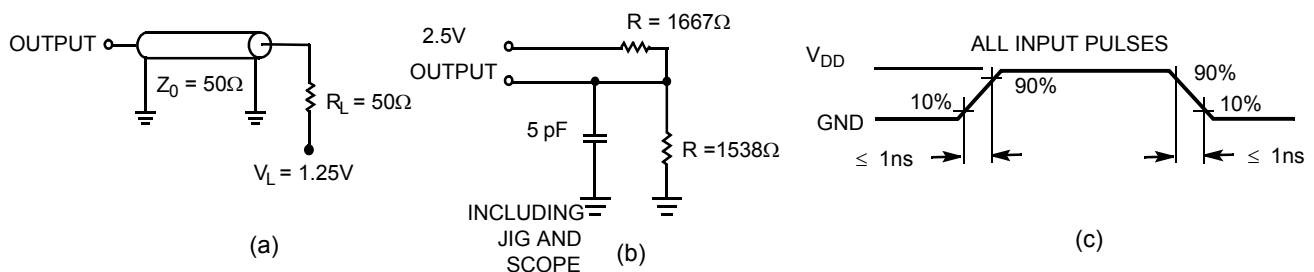 OUTPUT
Z0 = 50Ω
RL = 50Ω
VL = 1.25V
(a)
R = 1667Ω
2.5V
OUTPUT
5 pF
R =1538Ω
INCLUDING
JIG AND
SCOPE
(b)
ALL INPUT PULSES
VDD
90%
90%
10%
10%
GND
≤ 1ns
≤ 1ns
(c)